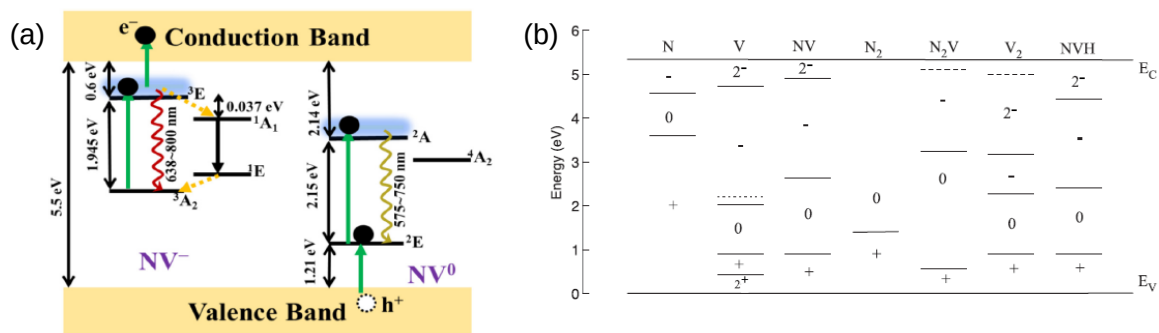 (a)
e⁻
Conduction Band
0.6 eV
³E
0.037 eV
¹A₁
1.945 eV
638~800 nm
¹E
³A₂
5.5 eV
NV⁻
2.14 eV
²A
⁴A₂
2.15 eV
575~750 nm
²E
1.21 eV
NV⁰
Valence Band
h⁺
(b)
Energy (eV)
6
5
4
3
2
1
0
N V NV N₂ N₂V V₂ NVH
E_C
- 2⁻ 2⁻ 2⁻
0 - - - 2⁻ -
+ 0 0 0 0 - 0
+ + + + 0 +
2⁺ +
E_V